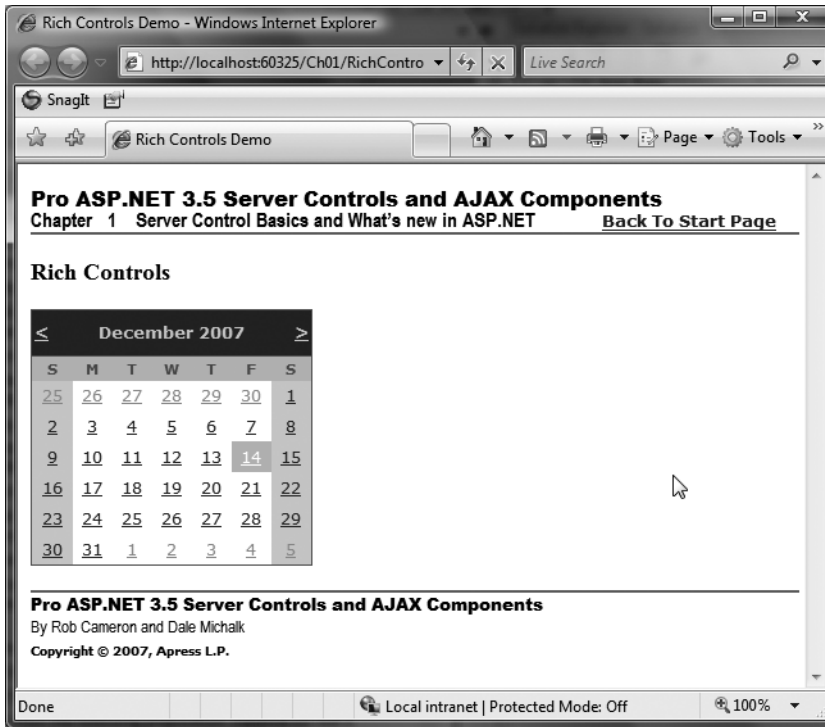 Rich Controls Demo - Windows Internet Explorer
http://localhost:60325/Ch01/RichContro
Live Search
SnagIt
Rich Controls Demo
Page
Tools
»
Pro ASP.NET 3.5 Server Controls and AJAX Components
Chapter 1 Server Control Basics and What's new in ASP.NET Back To Start Page
Rich Controls
< December 2007 >
S M T W T F S
25 26 27 28 29 30 1
2 3 4 5 6 7 8
9 10 11 12 13 14 15
16 17 18 19 20 21 22
23 24 25 26 27 28 29
30 31 1 2 3 4 5
Pro ASP.NET 3.5 Server Controls and AJAX Components
By Rob Cameron and Dale Michalk
Copyright © 2007, Apress L.P.
Done Local intranet | Protected Mode: Off 100%